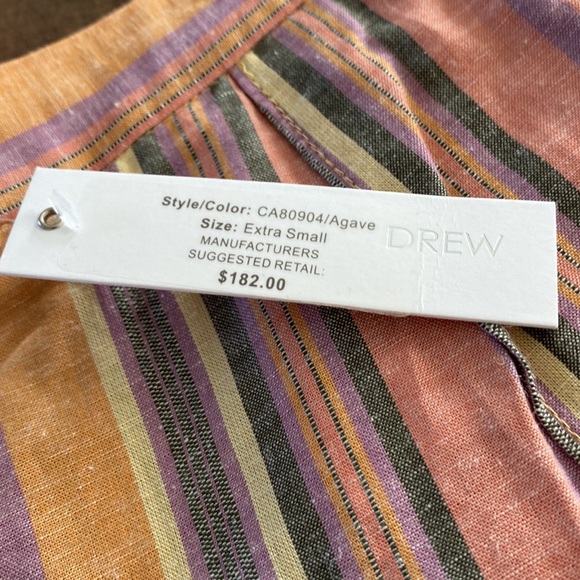 Style/Color: CA80904/Agave
Size: Extra Small
MANUFACTURERS
SUGGESTED RETAIL:
$182.00
DREW